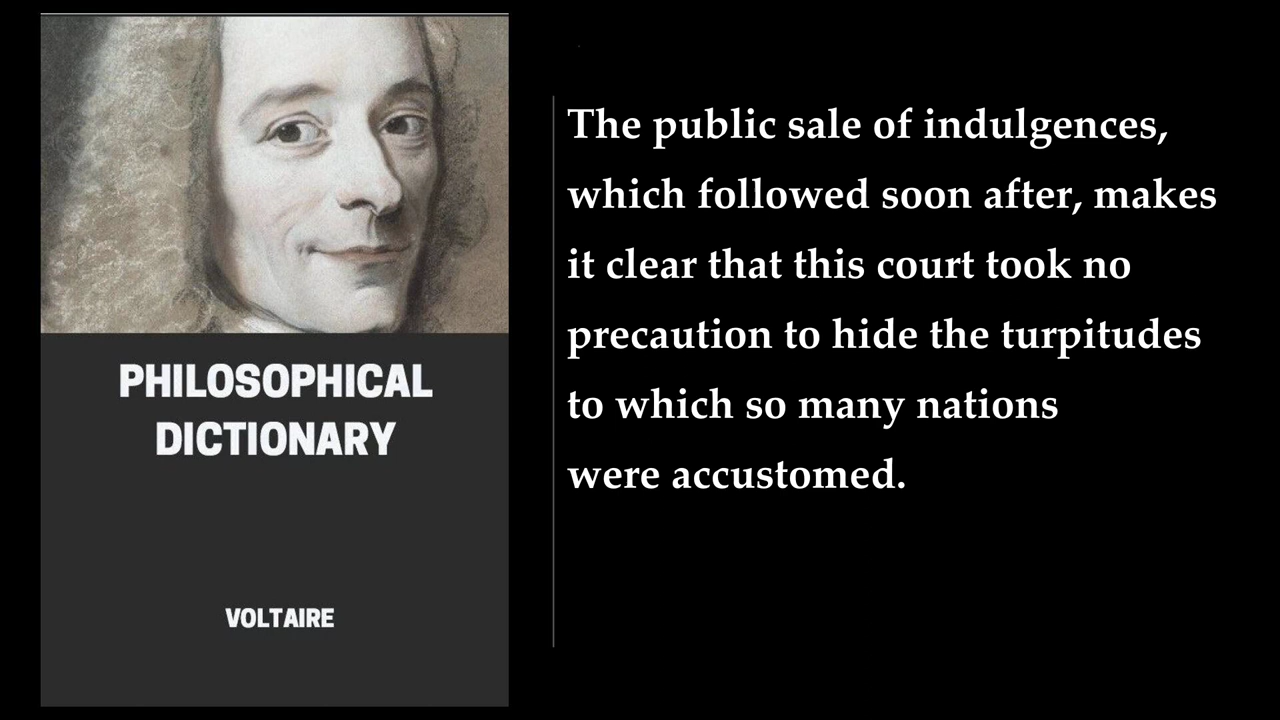 PHILOSOPHICAL
DICTIONARY
VOLTAIRE
The public sale of indulgences,
which followed soon after, makes
it clear that this court took no
precaution to hide the turpitudes
to which so many nations
were accustomed.